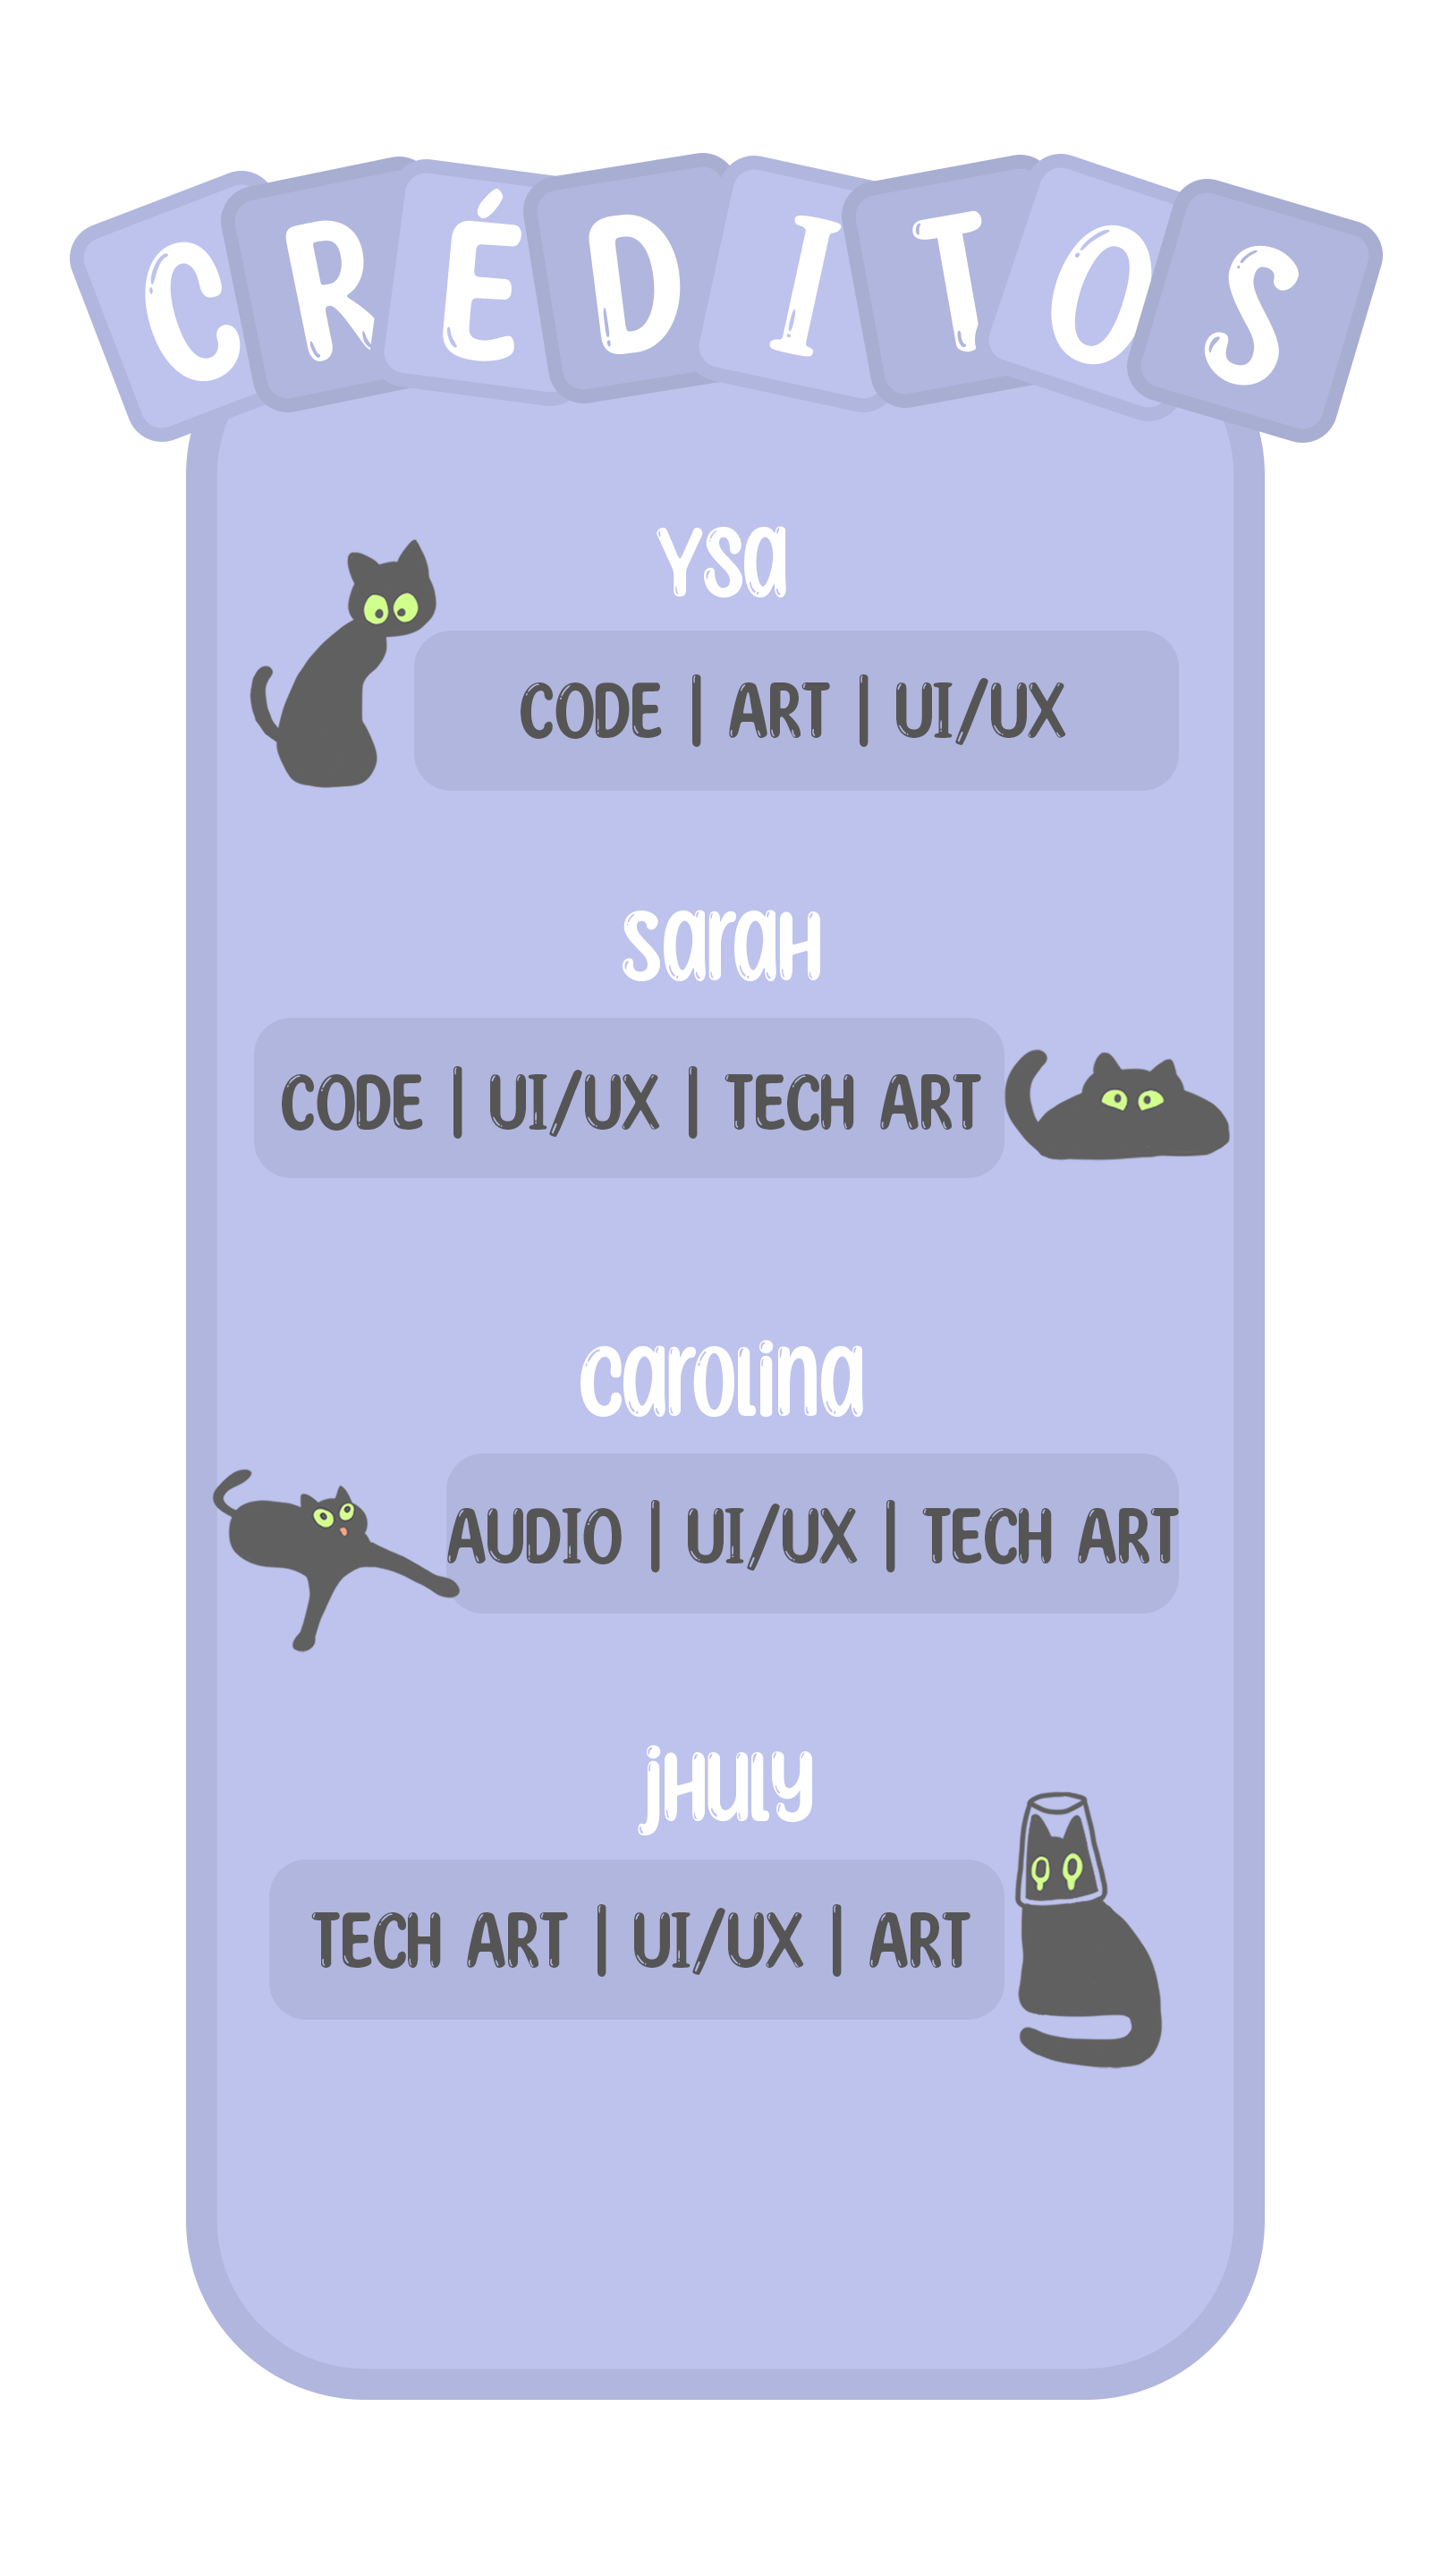 CRÉDITOS
Ysa
CODE | ART | UI/UX
saraH
CODE | UI/UX | TECH ART
carolina
AUDIO | UI/UX | TECH ART
jHuly
TECH ART | UI/UX | ART